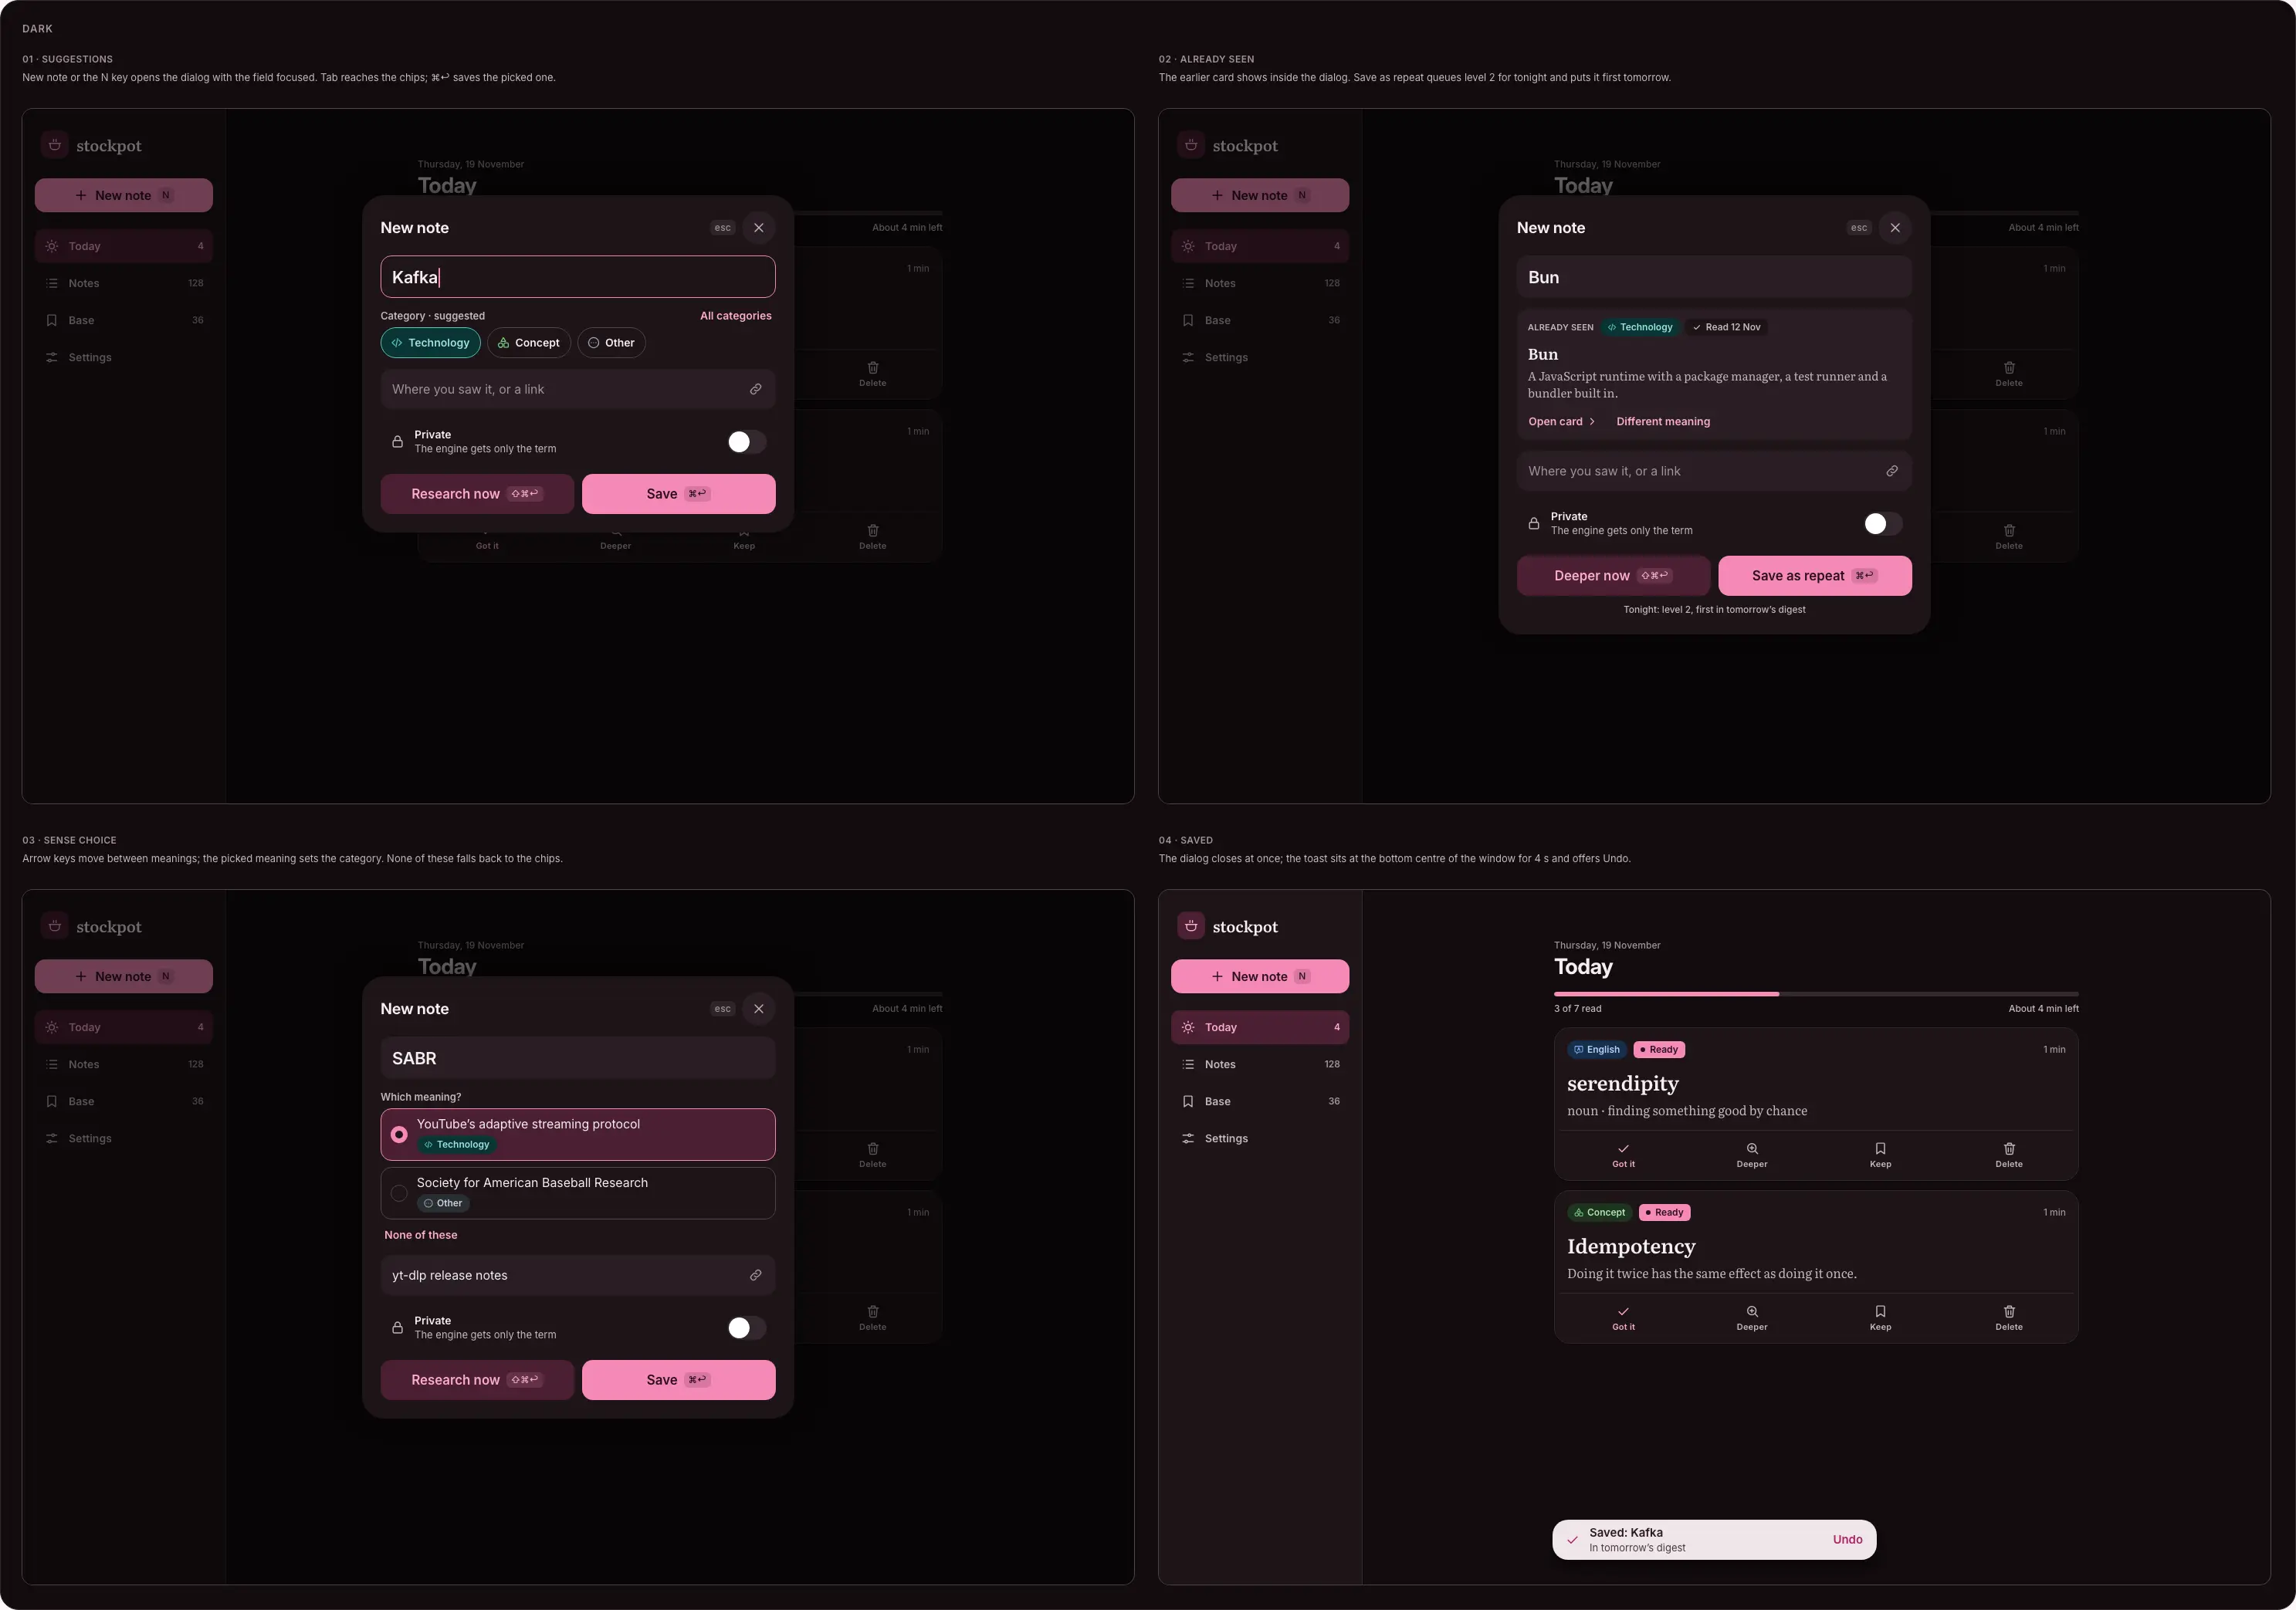 DARK
01 · SUGGESTIONS
New note or the N key opens the dialog with the field focused. Tab reaches the chips; ⌘↩ saves the picked one.
stockpot
New note N
Today 4
Notes 128
Base 36
Settings
Thursday, 19 November
Today
About 4 min left
1 min
Delete
1 min
Got it
Deeper
Keep
Delete
New note
esc
Kafka
Category · suggested
All categories
Technology
Concept
Other
Where you saw it, or a link
Private
The engine gets only the term
Research now ⇧⌘↩
Save ⌘↩
02 · ALREADY SEEN
The earlier card shows inside the dialog. Save as repeat queues level 2 for tonight and puts it first tomorrow.
stockpot
New note N
Today 4
Notes 128
Base 36
Settings
Thursday, 19 November
Today
About 4 min left
Delete
Delete
New note
esc
Bun
ALREADY SEEN
Technology
Read 12 Nov
Bun
A JavaScript runtime with a package manager, a test runner and a
bundler built in.
Open card
Different meaning
Where you saw it, or a link
Private
The engine gets only the term
Deeper now ⇧⌘↩
Save as repeat ⌘↩
Tonight: level 2, first in tomorrow's digest
03 · SENSE CHOICE
Arrow keys move between meanings; the picked meaning sets the category. None of these falls back to the chips.
stockpot
New note N
Today 4
Notes 128
Base 36
Settings
Thursday, 19 November
Today
About 4 min left
1 min
Delete
1 min
Delete
New note
esc
SABR
Which meaning?
YouTube's adaptive streaming protocol
Technology
Society for American Baseball Research
Other
None of these
yt-dlp release notes
Private
The engine gets only the term
Research now ⇧⌘↩
Save ⌘↩
04 · SAVED
The dialog closes at once; the toast sits at the bottom centre of the window for 4 s and offers Undo.
stockpot
New note N
Today 4
Notes 128
Base 36
Settings
Thursday, 19 November
Today
3 of 7 read
About 4 min left
English
Ready
1 min
serendipity
noun · finding something good by chance
Got it
Deeper
Keep
Delete
Concept
Ready
1 min
Idempotency
Doing it twice has the same effect as doing it once.
Got it
Deeper
Keep
Delete
Saved: Kafka
In tomorrow's digest
Undo